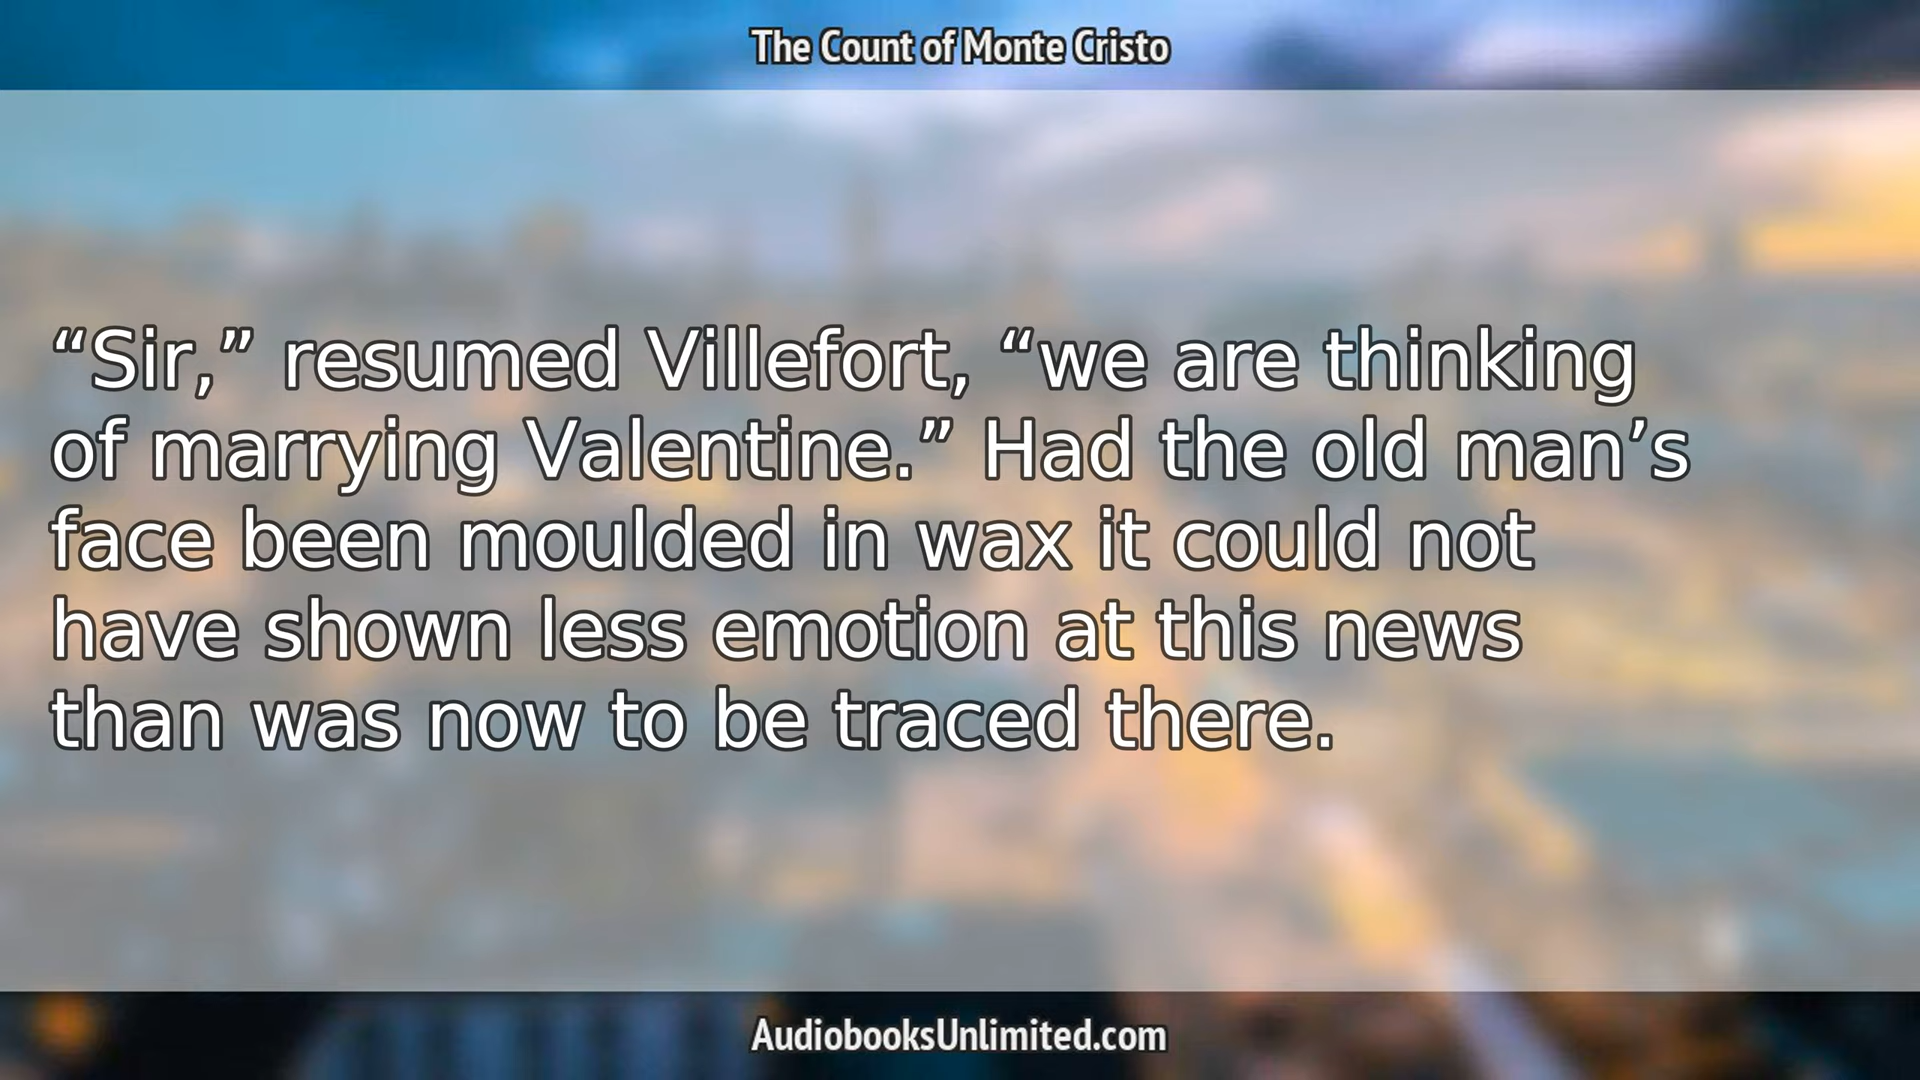 The Count of Monte Cristo
“Sir,” resumed Villefort, “we are thinking
of marrying Valentine.” Had the old man’s
face been moulded in wax it could not
have shown less emotion at this news
than was now to be traced there.
AudiobooksUnlimited.com